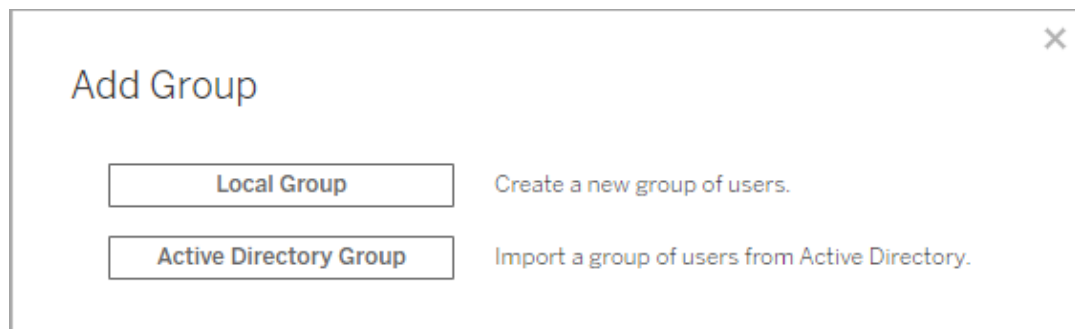 Add Group
Local Group Create a new group of users.
Active Directory Group Import a group of users from Active Directory.